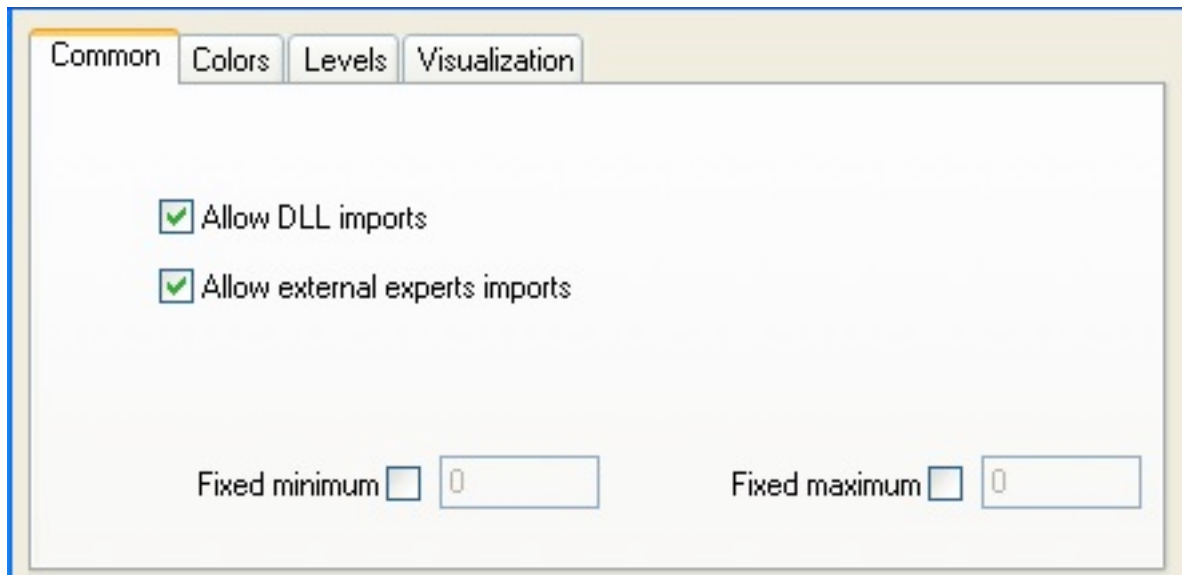 Common Colors Levels Visualization
Allow DLL imports
Allow external experts imports
Fixed minimum 0 Fixed maximum 0